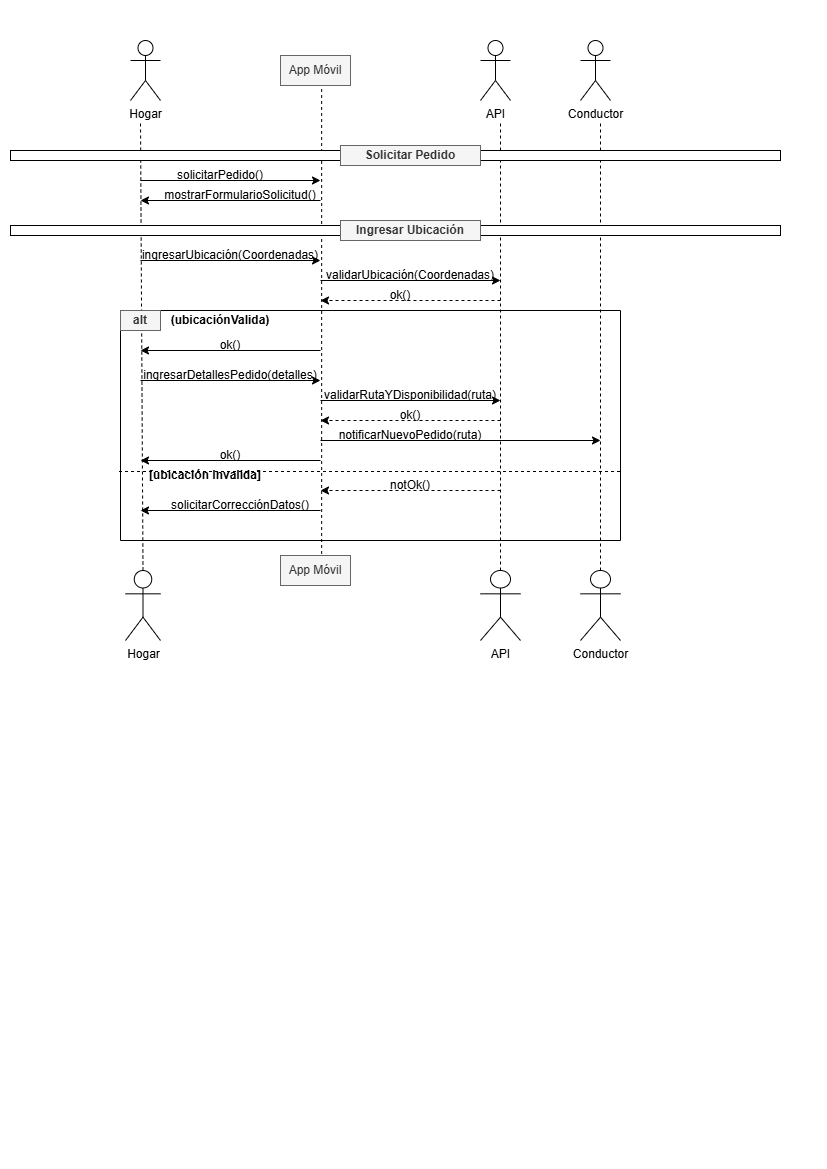 App Móvil
Hogar
API
Conductor
Solicitar Pedido
solicitarPedido()
mostrarFormularioSolicitud()
Ingresar Ubicación
ingresarUbicación(Coordenadas)
validarUbicación(Coordenadas)
ok()
alt
(ubicaciónValida)
ok()
ingresarDetallesPedido(detalles)
validarRutaYDisponibilidad(ruta)
ok()
notificarNuevoPedido(ruta)
ok()
[ubicación Invalida]
notOk()
solicitarCorrecciónDatos()
App Móvil
Hogar
API
Conductor